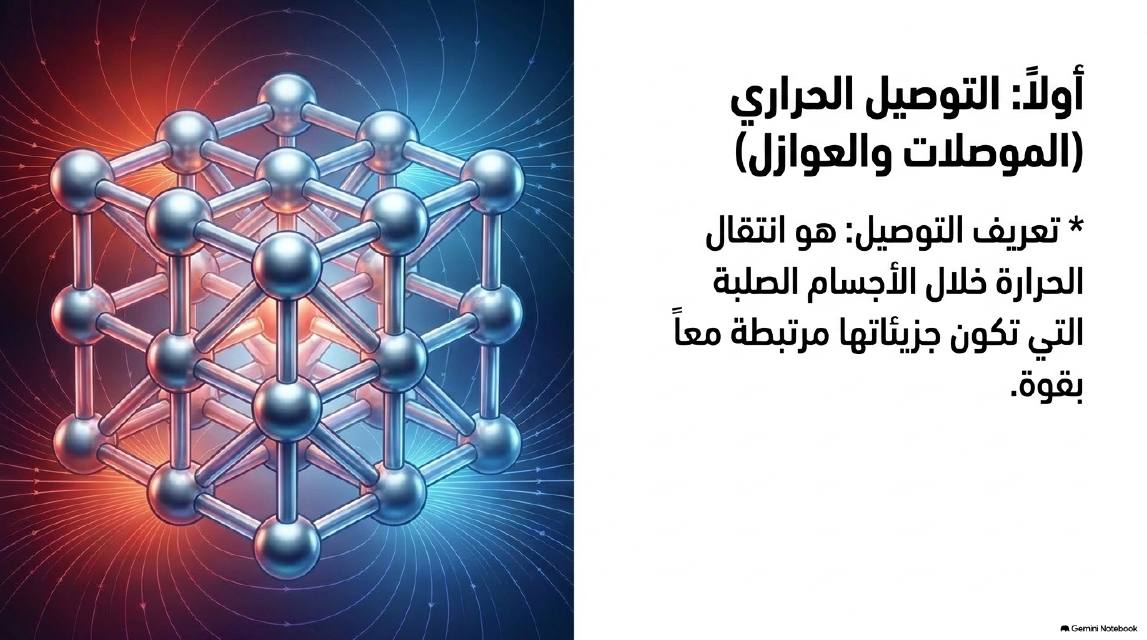 أولاً: التوصيل الحراري
(الموصلات والعوازل)
* تعريف التوصيل: هو انتقال
الحرارة خلال الأجسام الصلبة
التي تكون جزيئاتها مرتبطة معاً
بقوة.
Gemini Notebook